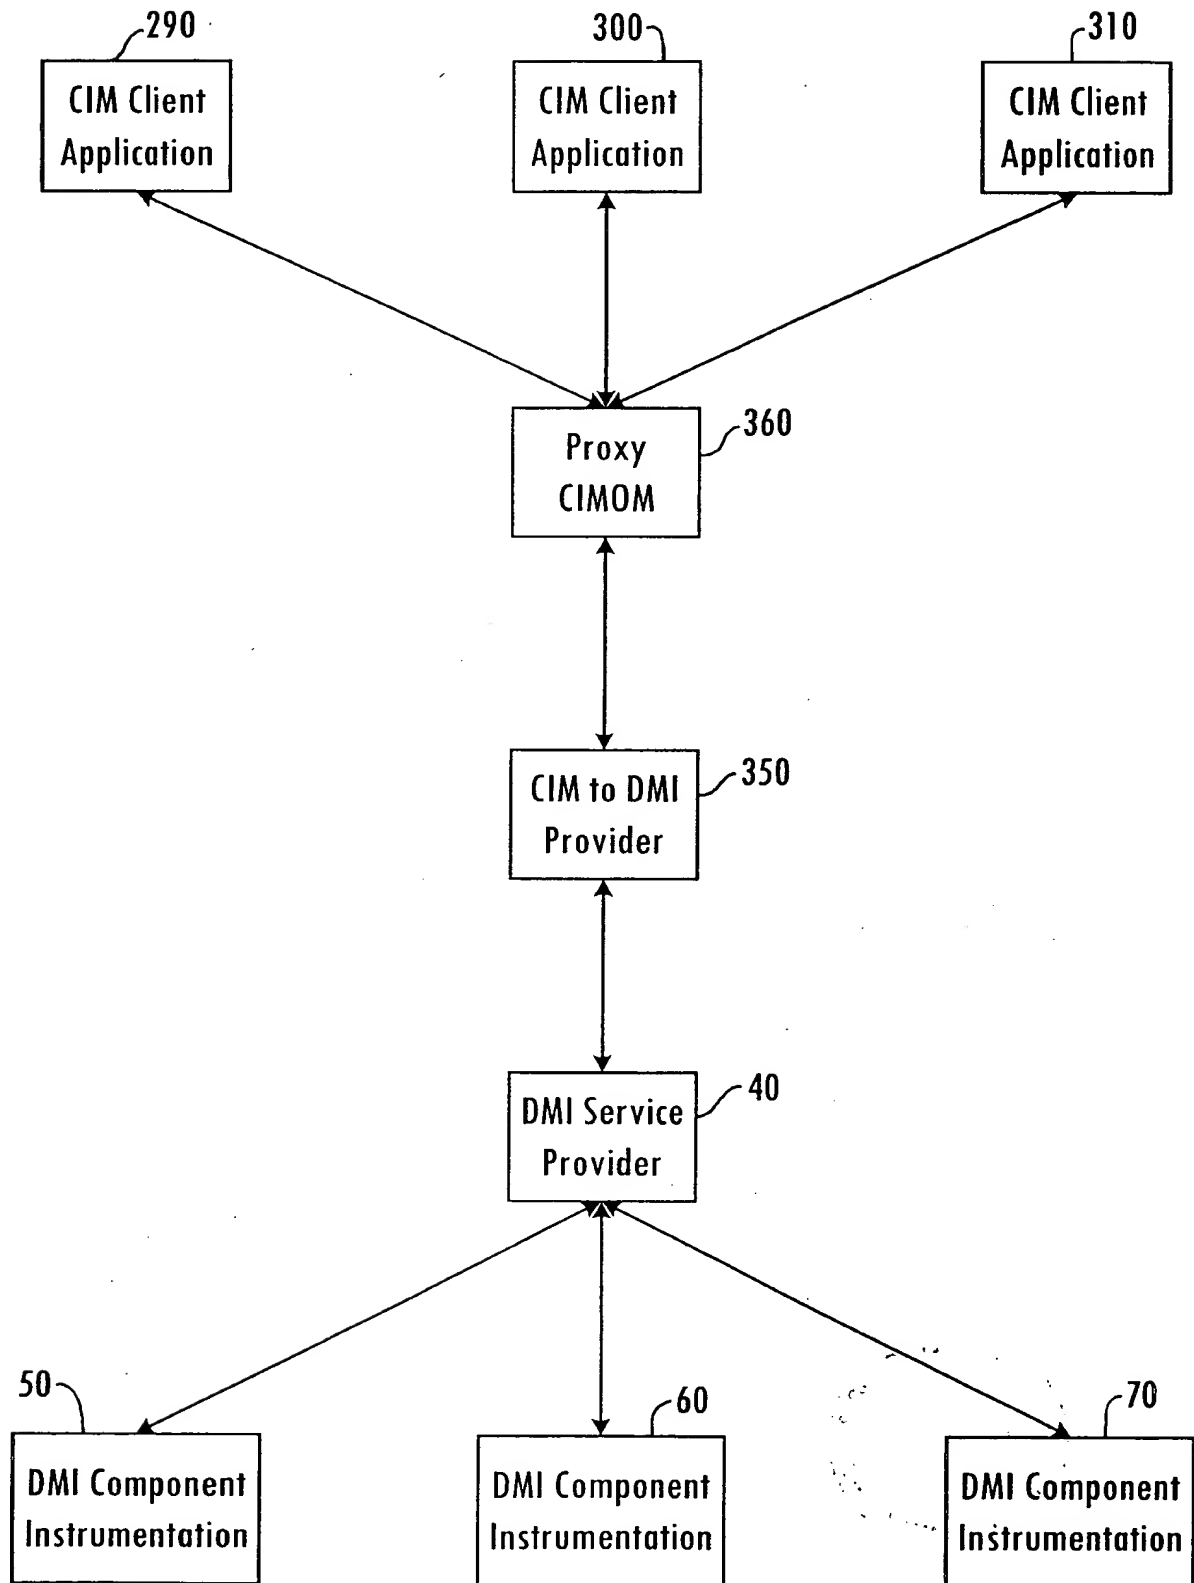 290
300
310
CIM Client
Application
CIM Client
Application
CIM Client
Application
360
Proxy
CIMOM
350
CIM to DMI
Provider
40
DMI Service
Provider
50
60
70
DMI Component
Instrumentation
DMI Component
Instrumentation
DMI Component
Instrumentation